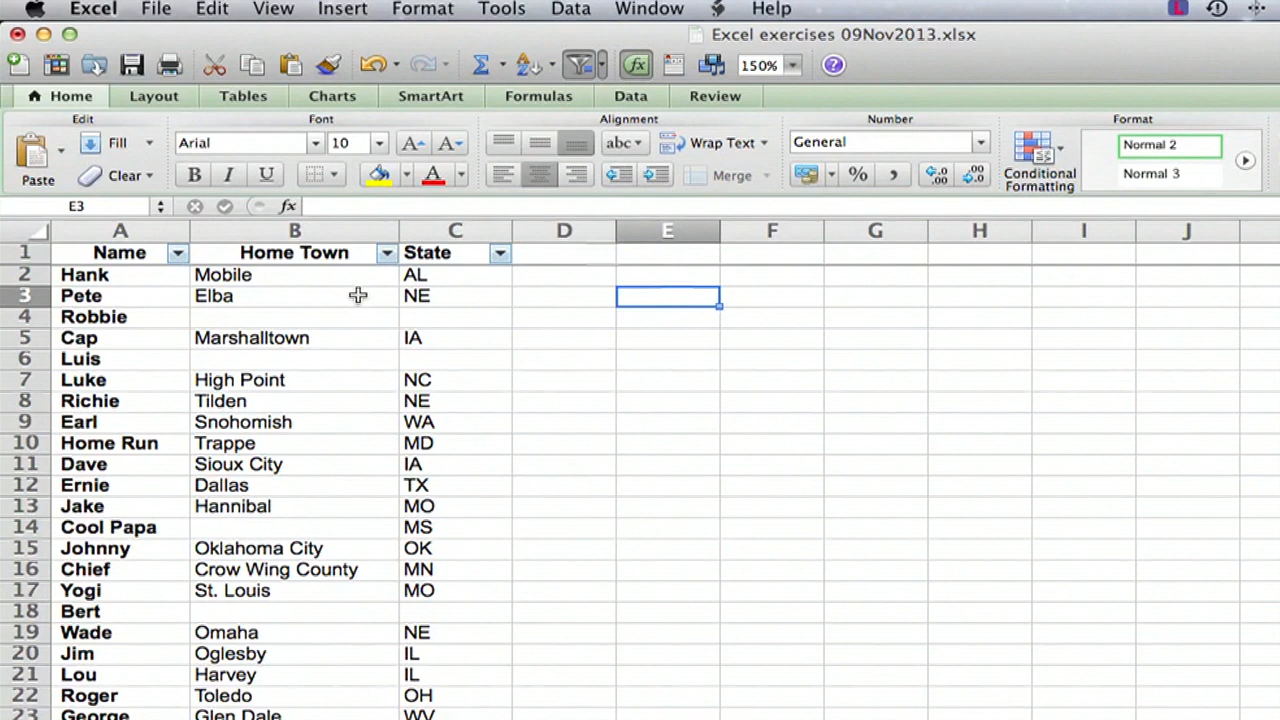 Excel File Edit View Insert Format Tools Data Window Help
Excel exercises 09Nov2013.xlsx
150%
Home Layout Tables Charts SmartArt Formulas Data Review
Edit Font Alignment Number Format
Fill Arial 10 abc Wrap Text General Normal 2
Paste Clear B I U Merge % Conditional Formatting Normal 3
E3 fx
A B C D E F G H I J
1 Name Home Town State
2 Hank Mobile AL
3 Pete Elba NE
4 Robbie
5 Cap Marshalltown IA
6 Luis
7 Luke High Point NC
8 Richie Tilden NE
9 Earl Snohomish WA
10 Home Run Trappe MD
11 Dave Sioux City IA
12 Ernie Dallas TX
13 Jake Hannibal MO
14 Cool Papa MS
15 Johnny Oklahoma City OK
16 Chief Crow Wing County MN
17 Yogi St. Louis MO
18 Bert
19 Wade Omaha NE
20 Jim Oglesby IL
21 Lou Harvey IL
22 Roger Toledo OH
23 George Glen Dale WV